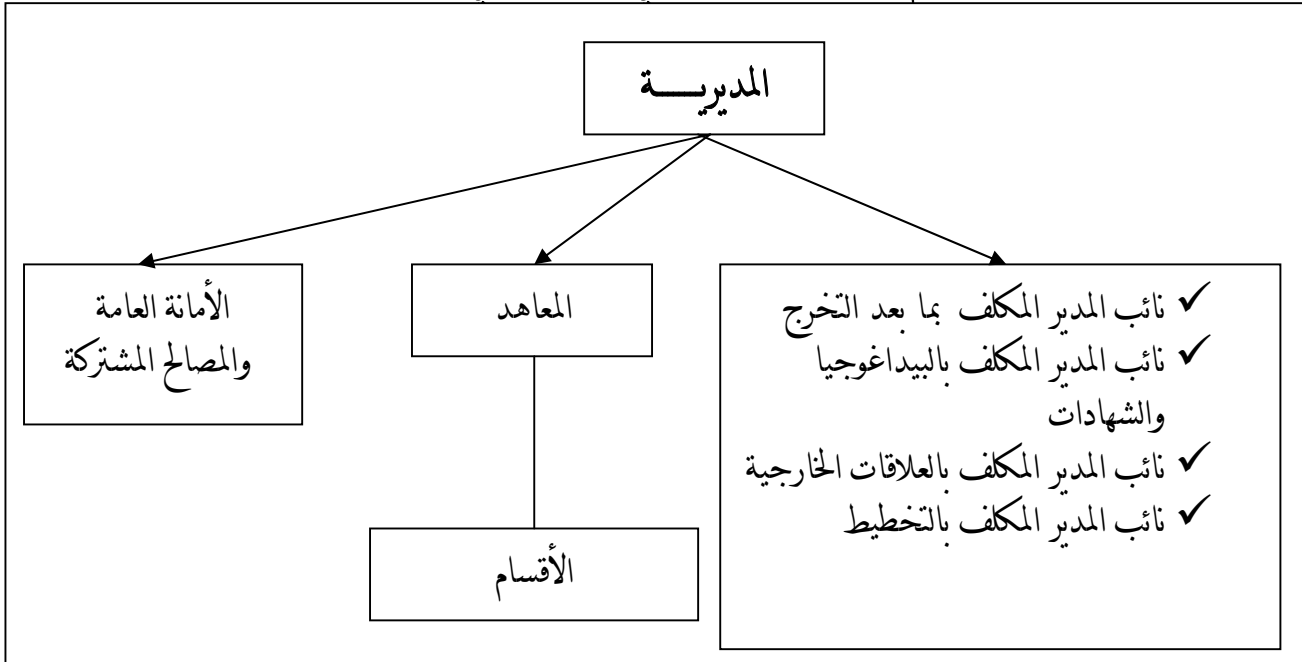 المديريـــــة
نائب المدير المكلف بما بعد التخرج
نائب المدير المكلف بالبيداغوجيا
والشهادات
نائب المدير المكلف بالعلاقات الخارجية
نائب المدير المكلف بالتخطيط
المعاهد
الأقسام
الأمانة العامة
والمصالح المشتركة